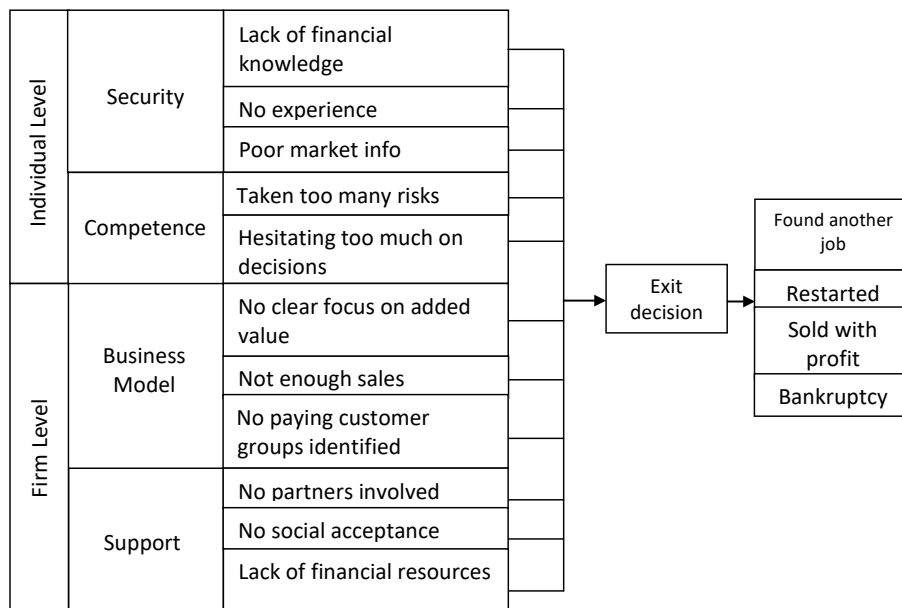 Individual Level
Security
Lack of financial
knowledge
No experience
Poor market info
Competence
Taken too many risks
Hesitating too much on
decisions
Firm Level
Business
Model
No clear focus on added
value
Not enough sales
No paying customer
groups identified
Support
No partners involved
No social acceptance
Lack of financial resources
Exit
decision
Found another
job
Restarted
Sold with
profit
Bankruptcy